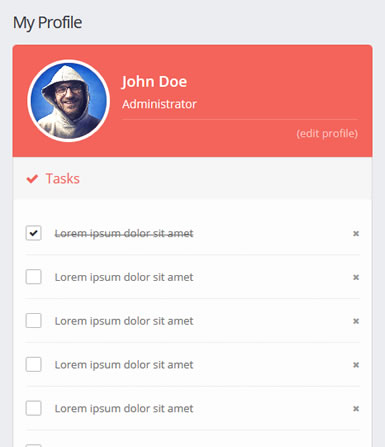 My Profile
John Doe
Administrator
(edit profile)
Tasks
Lorem ipsum dolor sit amet
Lorem ipsum dolor sit amet
Lorem ipsum dolor sit amet
Lorem ipsum dolor sit amet
Lorem ipsum dolor sit amet